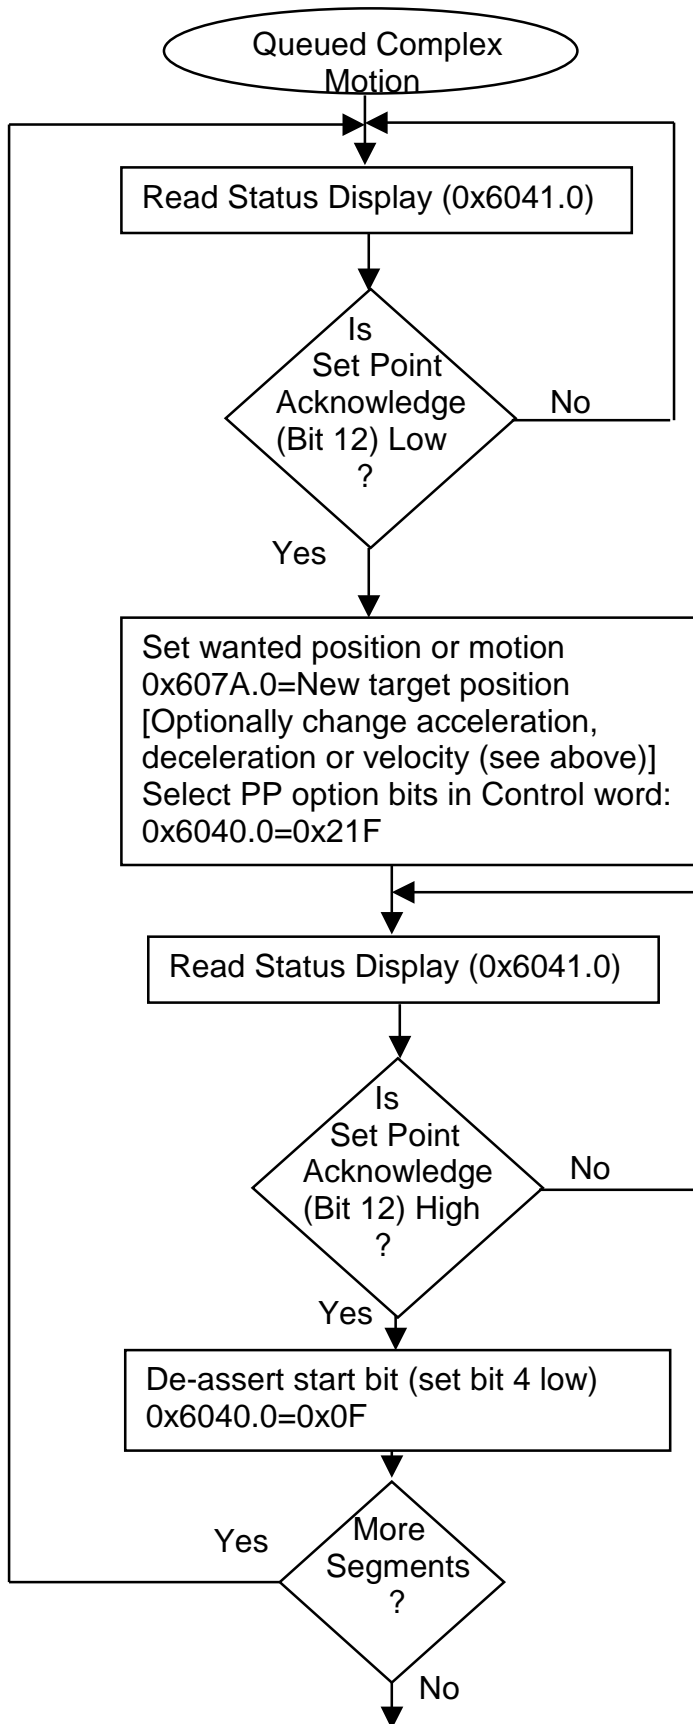 Queued Complex
Motion
Read Status Display (0x6041.0)
Is
Set Point
Acknowledge
(Bit 12) Low
?
No
Yes
Set wanted position or motion
0x607A.0=New target position
[Optionally change acceleration,
deceleration or velocity (see above)]
Select PP option bits in Control word:
0x6040.0=0x21F
Read Status Display (0x6041.0)
Is
Set Point
Acknowledge
(Bit 12) High
?
No
Yes
De-assert start bit (set bit 4 low)
0x6040.0=0x0F
Yes
More
Segments
?
No